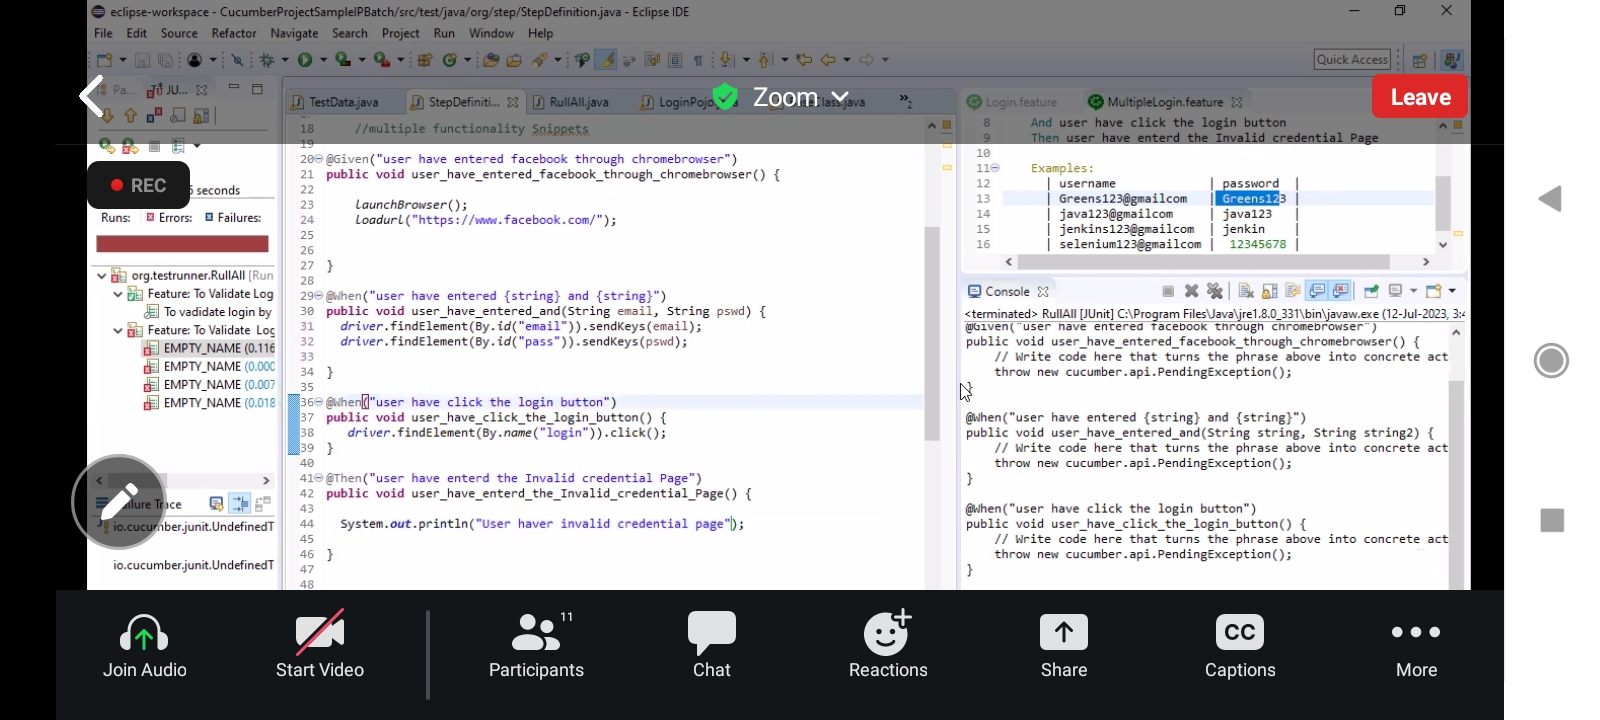 eclipse-workspace - CucumberProjectSampleIPBatch/src/test/java/org/step/StepDefinition.java - Eclipse IDE
File Edit Source Refactor Navigate Search Project Run Window Help
Quick Access
Pa... JU...
TestData.java StepDefiniti... RullAll.java LoginPojo Class.java »2
Login.feature MultipleLogin.feature
Zoom
Leave
REC
5 seconds
Runs: Errors: Failures:
org.testrunner.RullAll [Run
Feature: To Validate Log
To vadidate login by
Feature: To Validate Log
EMPTY_NAME (0.116
EMPTY_NAME (0.000
EMPTY_NAME (0.007
EMPTY_NAME (0.018
ilure Trace
io.cucumber.junit.UndefinedT
io.cucumber.junit.UndefinedT
18 //multiple functionality Snippets
19
20 @Given("user have entered facebook through chromebrowser")
21 public void user_have_entered_facebook_through_chromebrowser() {
22
23 launchBrowser();
24 loadurl("https://www.facebook.com/");
25
26
27 }
28
29 @When("user have entered {string} and {string}")
30 public void user_have_entered_and(String email, String pswd) {
31 driver.findElement(By.id("email")).sendKeys(email);
32 driver.findElement(By.id("pass")).sendKeys(pswd);
33
34 }
35
36 @When("user have click the login button")
37 public void user_have_click_the_login_button() {
38 driver.findElement(By.name("login")).click();
39 }
40
41 @Then("user have enterd the Invalid credential Page")
42 public void user_have_enterd_the_Invalid_credential_Page() {
43
44 System.out.println("User haver invalid credential page");
45
46 }
47
48
8 And user have click the login button
9 Then user have enterd the Invalid credential Page
10
11 Examples:
12 | username | password |
13 | Greens123@gmailcom | Greens123 |
14 | java123@gmailcom | java123 |
15 | jenkins123@gmailcom | jenkin |
16 | selenium123@gmailcom | 12345678 |
Console
<terminated> RullAll [JUnit] C:\Program Files\Java\jre1.8.0_331\bin\javaw.exe (12-Jul-2023, 3:4
@Given("user have entered facebook through chromebrowser")
public void user_have_entered_facebook_through_chromebrowser() {
// Write code here that turns the phrase above into concrete act
throw new cucumber.api.PendingException();
}
@When("user have entered {string} and {string}")
public void user_have_entered_and(String string, String string2) {
// Write code here that turns the phrase above into concrete act
throw new cucumber.api.PendingException();
}
@When("user have click the login button")
public void user_have_click_the_login_button() {
// Write code here that turns the phrase above into concrete act
throw new cucumber.api.PendingException();
}
Join Audio
Start Video
11
Participants
Chat
Reactions
Share
CC
Captions
More